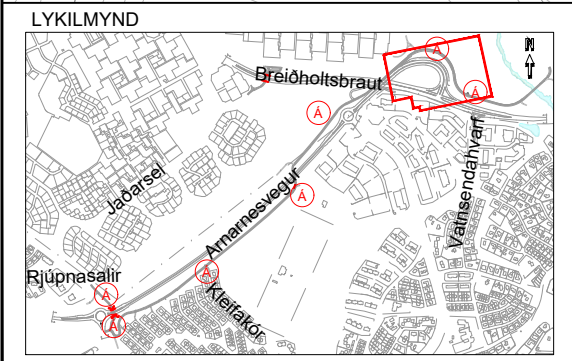 LYKILMYND
N
Á
Breiðholtsbraut
Á
Á
Vatnsendahvarf
Jaðarsel
Á
Arnarnesvegur
Rjúpnasalir
Á
Kleifakór
Á
Á